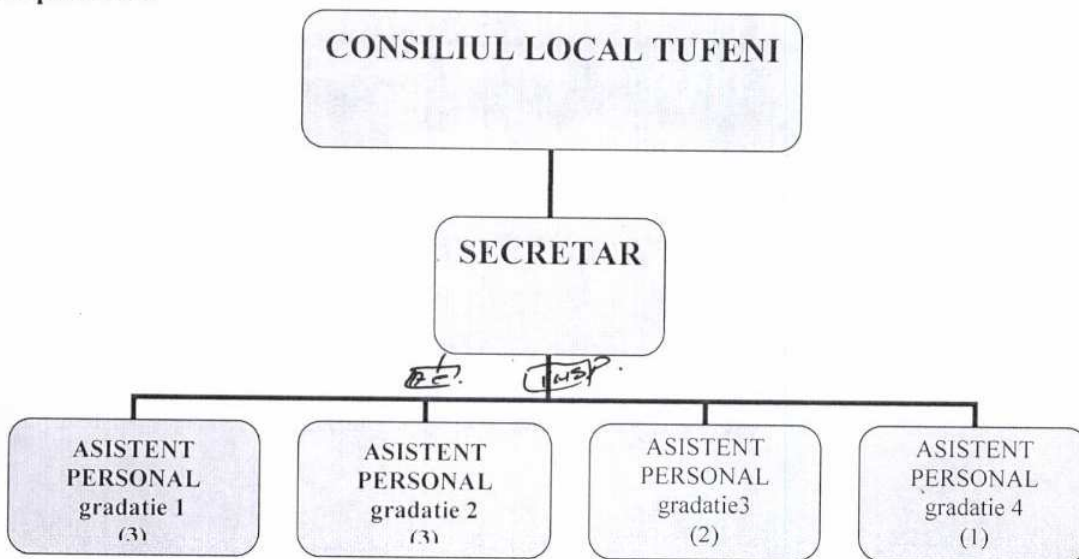 CONSILIUL LOCAL TUFENI
SECRETAR
ASISTENT
PERSONAL
gradatie 1
(3)
ASISTENT
PERSONAL
gradatie 2
(3)
ASISTENT
PERSONAL
gradatie3
(2)
ASISTENT
PERSONAL
gradatie 4
(1)